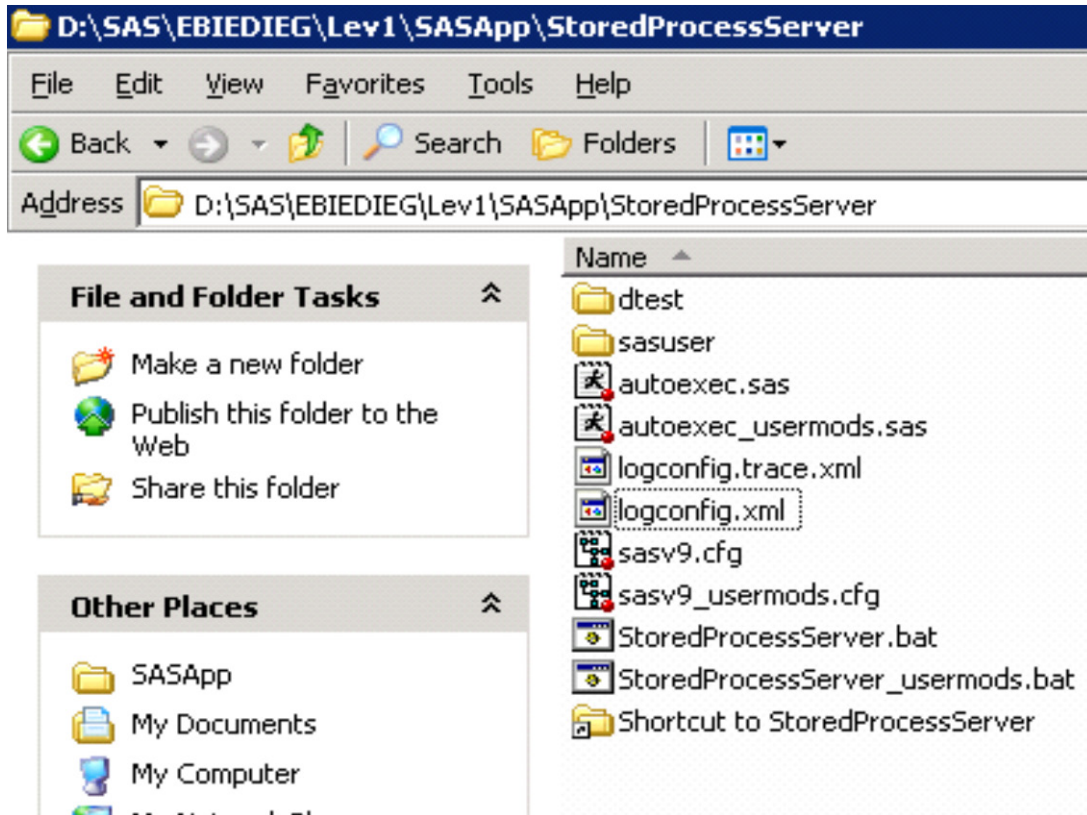 D:\SAS\EBIEDIEG\Lev1\SASApp\StoredProcessServer
File Edit View Favorites Tools Help
Back Search Folders
Address D:\SAS\EBIEDIEG\Lev1\SASApp\StoredProcessServer
File and Folder Tasks
Make a new folder
Publish this folder to the
Web
Share this folder
Other Places
SASApp
My Documents
My Computer
Name
dtest
sasuser
autoexec.sas
autoexec_usermods.sas
logconfig.trace.xml
logconfig.xml
sasv9.cfg
sasv9_usermods.cfg
StoredProcessServer.bat
StoredProcessServer_usermods.bat
Shortcut to StoredProcessServer